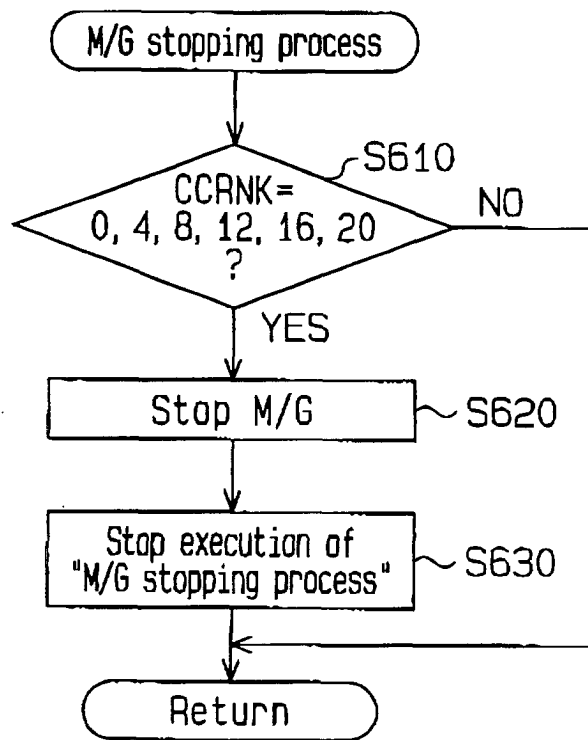 M/G stopping process
S610
CCRNK=
0, 4, 8, 12, 16, 20
?
NO
YES
Stop M/G
S620
Stop execution of
"M/G stopping process"
S630
Return